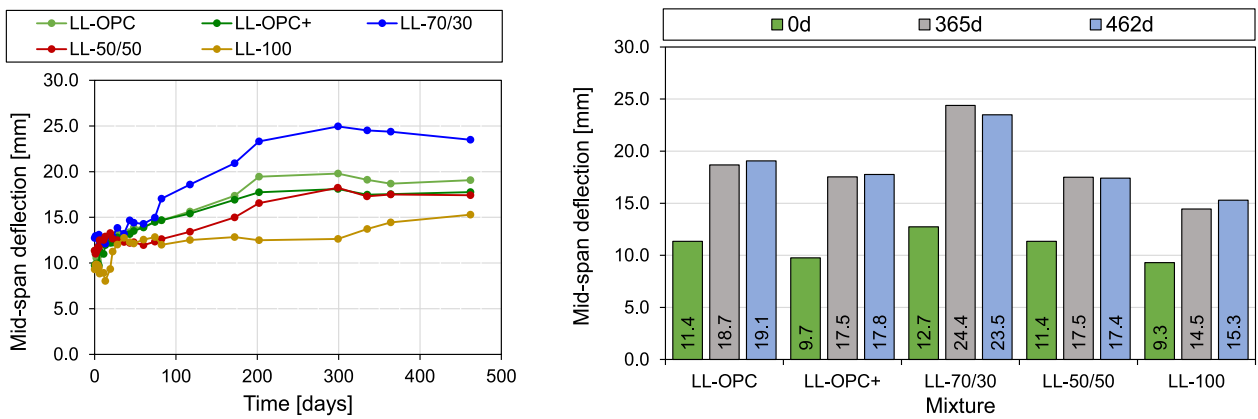 LL-OPC LL-OPC+ LL-70/30
LL-50/50 LL-100
Mid-span deflection [mm]
30.0
25.0
20.0
15.0
10.0
5.0
0.0
0 100 200 300 400 500
Time [days]
0d 365d 462d
Mid-span deflection [mm]
30.0
25.0
20.0
15.0
10.0
5.0
0.0
11.4 18.7 19.1 9.7 17.5 17.8 12.7 24.4 23.5 11.4 17.5 17.4 9.3 14.5 15.3
LL-OPC LL-OPC+ LL-70/30 LL-50/50 LL-100
Mixture